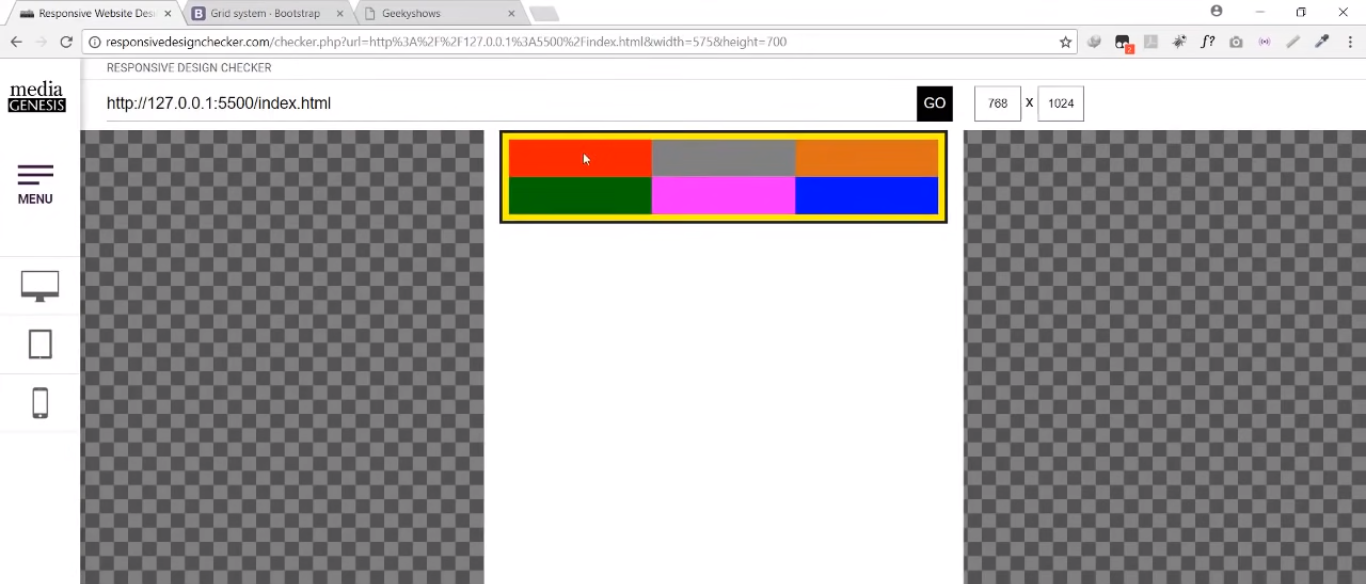 Responsive Website Des
Grid system - Bootstrap
Geekyshows
responsivedesignchecker.com/checker.php?url=http%3A%2F%2F127.0.0.1%3A5500%2Findex.html&width=575&height=700
f?
2
RESPONSIVE DESIGN CHECKER
media
GENESIS
http://127.0.0.1:5500/index.html
GO
768 X 1024
MENU